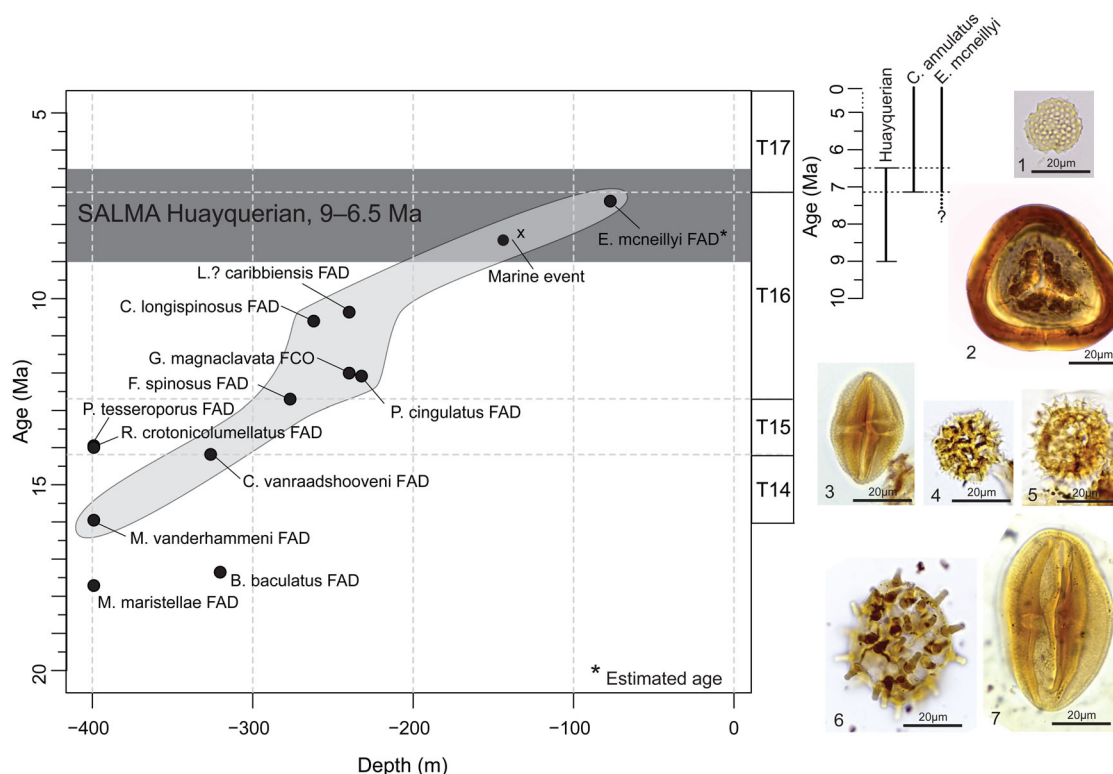 Age (Ma)
5
10
15
20
SALMA Huayquerian, 9–6.5 Ma
E. mcneillyi FAD*
x
Marine event
L.? caribbiensis FAD
C. longispinosus FAD
G. magnaclavata FCO
F. spinosus FAD
P. cingulatus FAD
P. tesseroporus FAD
R. crotonicolumellatus FAD
C. vanraadshooveni FAD
M. vanderhammeni FAD
B. baculatus FAD
M. maristellae FAD
* Estimated age
−400
−300
−200
−100
0
Depth (m)
T17
T16
T15
T14
Age (Ma)
0
5
6
7
8
9
10
Huayquerian
C. annulatus
E. mcneillyi
?
1
20µm
2
20µm
3
20µm
4
20µm
5
20µm
6
20µm
7
20µm